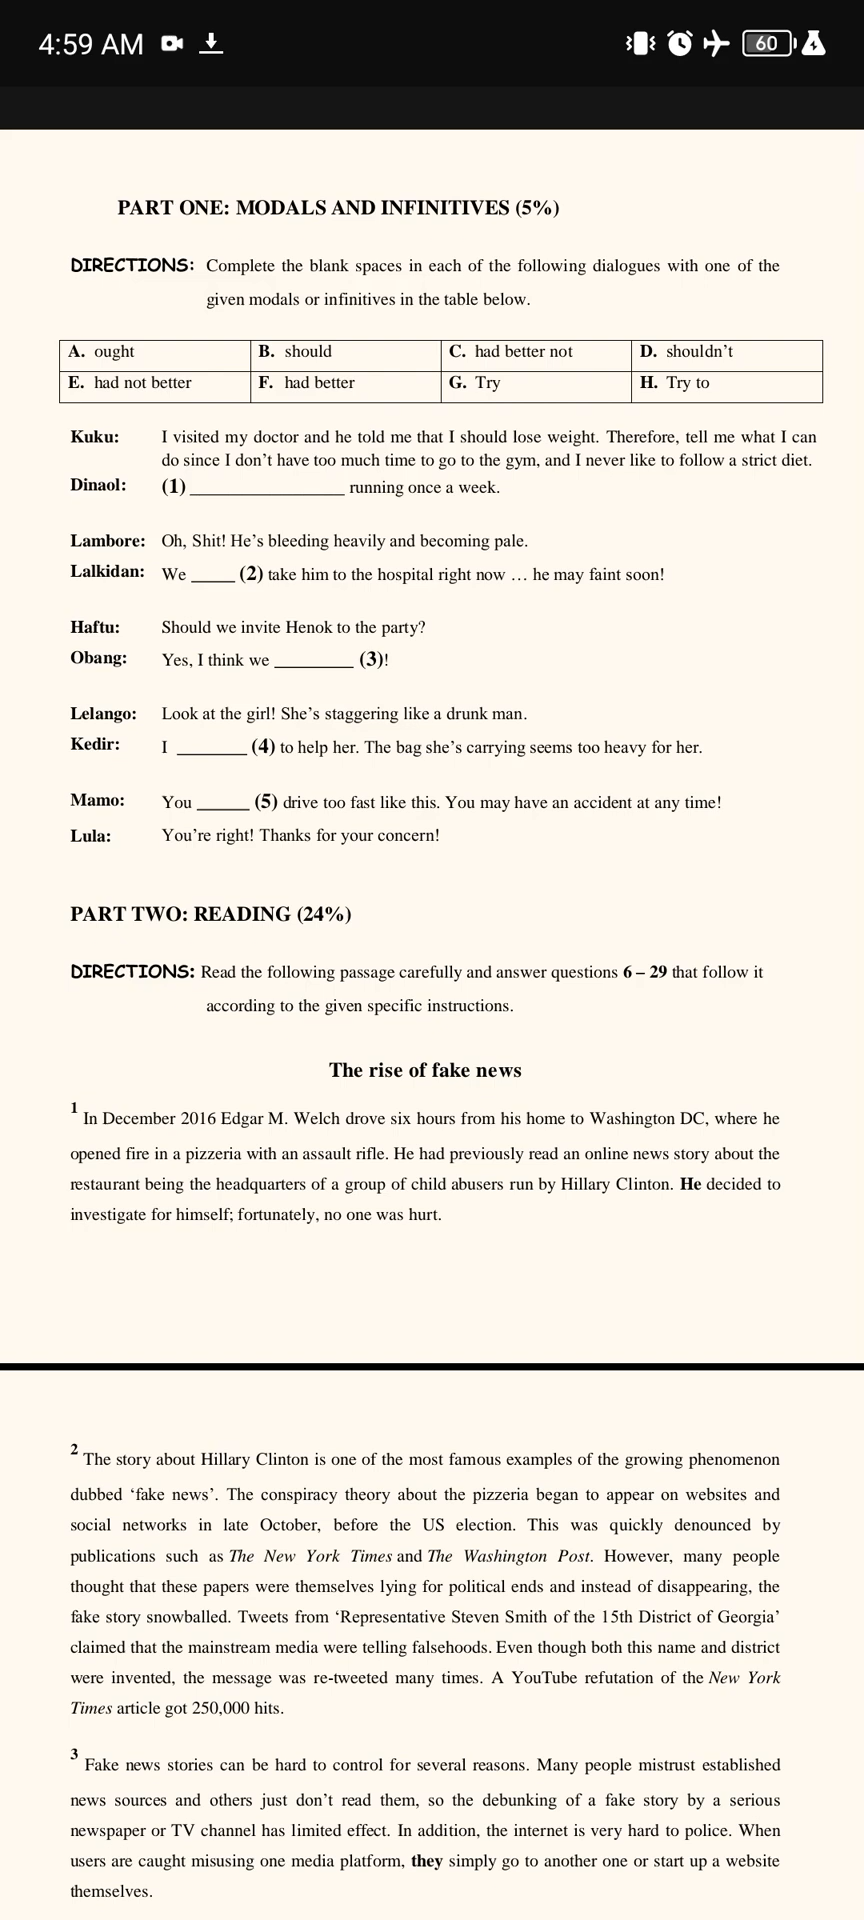 4:59 AM
60
PART ONE: MODALS AND INFINITIVES (5%)
DIRECTIONS: Complete the blank spaces in each of the following dialogues with one of the
given modals or infinitives in the table below.
A. ought B. should C. had better not D. shouldn't
E. had not better F. had better G. Try H. Try to
Kuku: I visited my doctor and he told me that I should lose weight. Therefore, tell me what I can
do since I don't have too much time to go to the gym, and I never like to follow a strict diet.
Dinaol: (1) ________________ running once a week.
Lambore: Oh, Shit! He's bleeding heavily and becoming pale.
Lalkidan: We _____ (2) take him to the hospital right now … he may faint soon!
Haftu: Should we invite Henok to the party?
Obang: Yes, I think we _________ (3)!
Lelango: Look at the girl! She's staggering like a drunk man.
Kedir: I ________ (4) to help her. The bag she's carrying seems too heavy for her.
Mamo: You ______ (5) drive too fast like this. You may have an accident at any time!
Lula: You're right! Thanks for your concern!
PART TWO: READING (24%)
DIRECTIONS: Read the following passage carefully and answer questions 6 – 29 that follow it
according to the given specific instructions.
The rise of fake news
1 In December 2016 Edgar M. Welch drove six hours from his home to Washington DC, where he
opened fire in a pizzeria with an assault rifle. He had previously read an online news story about the
restaurant being the headquarters of a group of child abusers run by Hillary Clinton. He decided to
investigate for himself; fortunately, no one was hurt.
2 The story about Hillary Clinton is one of the most famous examples of the growing phenomenon
dubbed 'fake news'. The conspiracy theory about the pizzeria began to appear on websites and
social networks in late October, before the US election. This was quickly denounced by
publications such as The New York Times and The Washington Post. However, many people
thought that these papers were themselves lying for political ends and instead of disappearing, the
fake story snowballed. Tweets from 'Representative Steven Smith of the 15th District of Georgia'
claimed that the mainstream media were telling falsehoods. Even though both this name and district
were invented, the message was re-tweeted many times. A YouTube refutation of the New York
Times article got 250,000 hits.
3 Fake news stories can be hard to control for several reasons. Many people mistrust established
news sources and others just don't read them, so the debunking of a fake story by a serious
newspaper or TV channel has limited effect. In addition, the internet is very hard to police. When
users are caught misusing one media platform, they simply go to another one or start up a website
themselves.